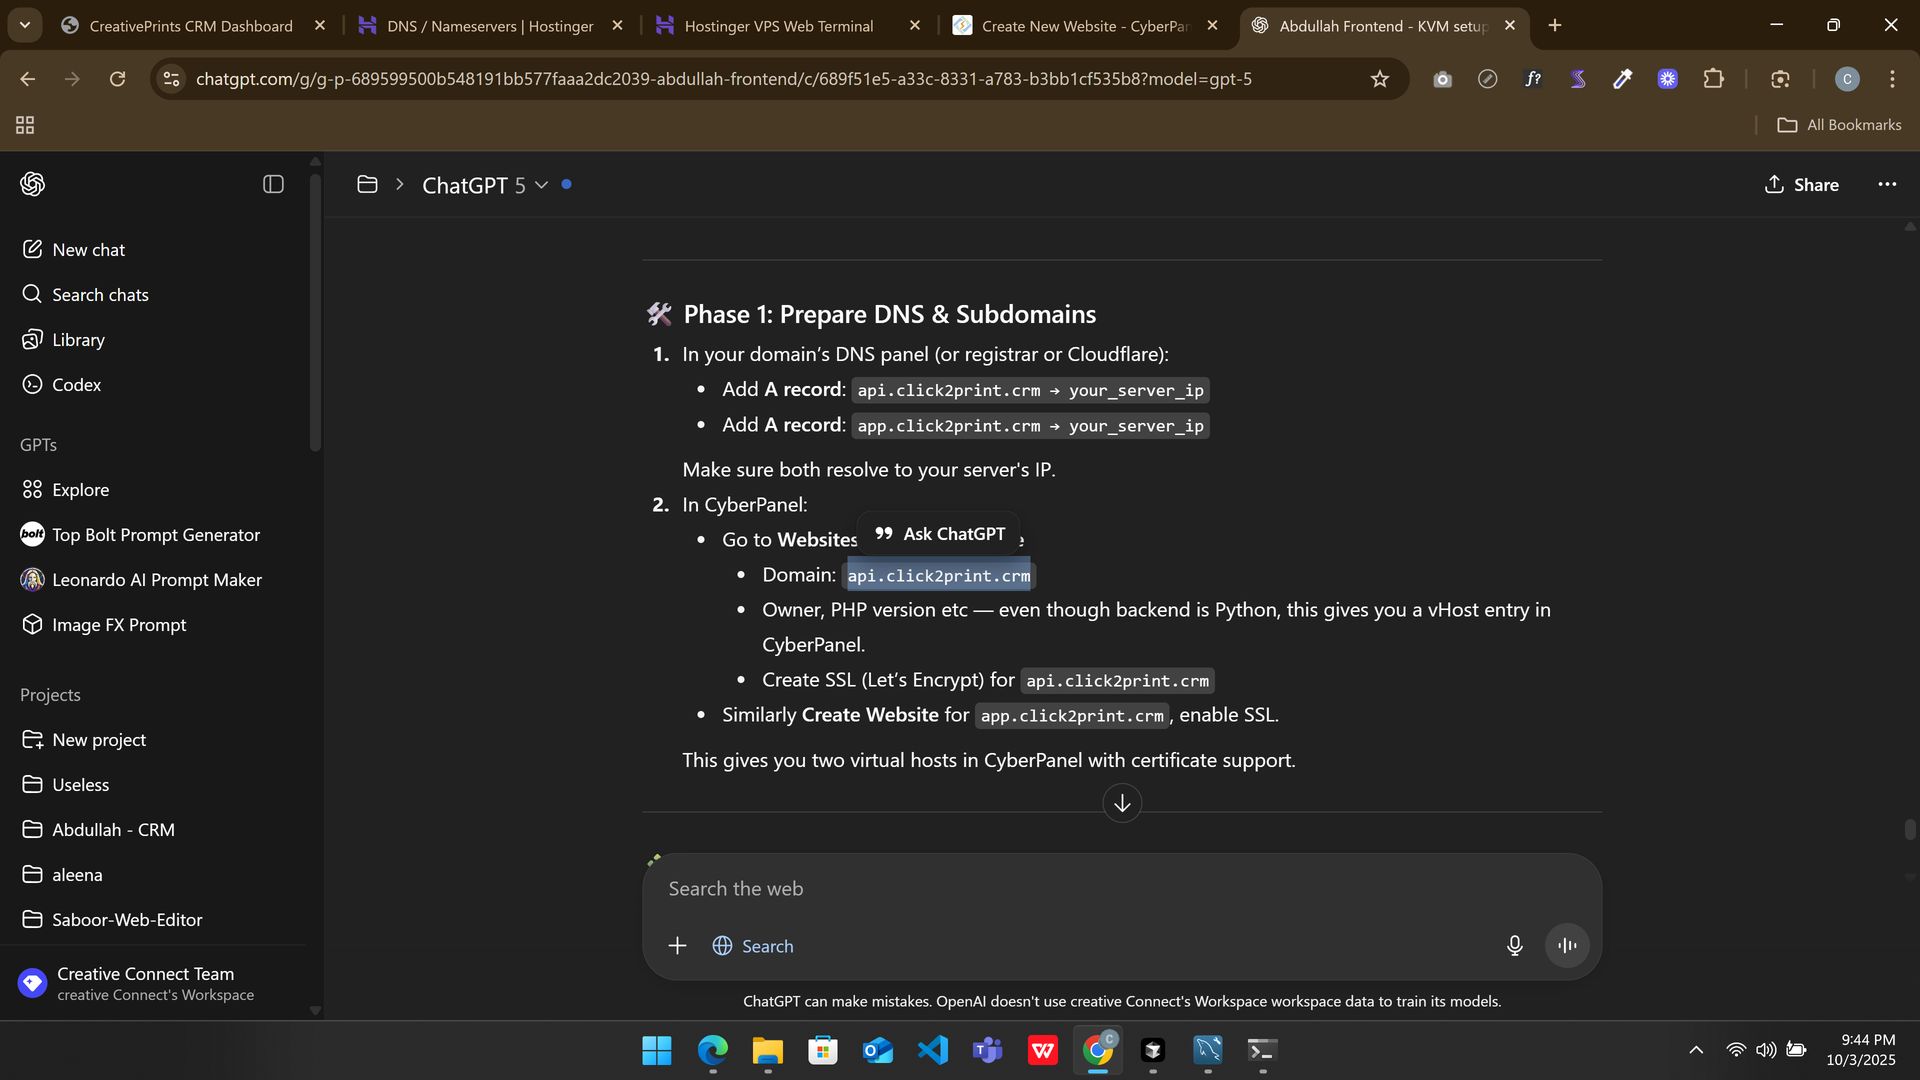 CreativePrints CRM Dashboard
DNS / Nameservers | Hostinger
Hostinger VPS Web Terminal
Create New Website - CyberPan
Abdullah Frontend - KVM setup
chatgpt.com/g/g-p-689599500b548191bb577faaa2dc2039-abdullah-frontend/c/689f51e5-a33c-8331-a783-b3bb1cf535b8?model=gpt-5
f?
C
All Bookmarks
ChatGPT 5
Share
New chat
Search chats
Library
Codex
GPTs
Explore
bolt Top Bolt Prompt Generator
Leonardo AI Prompt Maker
Image FX Prompt
Projects
New project
Useless
Abdullah - CRM
aleena
Saboor-Web-Editor
Creative Connect Team
creative Connect's Workspace
Phase 1: Prepare DNS & Subdomains
1. In your domain’s DNS panel (or registrar or Cloudflare):
• Add A record: api.click2print.crm → your_server_ip
• Add A record: app.click2print.crm → your_server_ip
Make sure both resolve to your server's IP.
2. In CyberPanel:
• Go to Websites e
Ask ChatGPT
• Domain: api.click2print.crm
• Owner, PHP version etc — even though backend is Python, this gives you a vHost entry in
CyberPanel.
• Create SSL (Let’s Encrypt) for api.click2print.crm
• Similarly Create Website for app.click2print.crm, enable SSL.
This gives you two virtual hosts in CyberPanel with certificate support.
Search the web
Search
ChatGPT can make mistakes. OpenAI doesn't use creative Connect's Workspace workspace data to train its models.
C
9:44 PM
10/3/2025